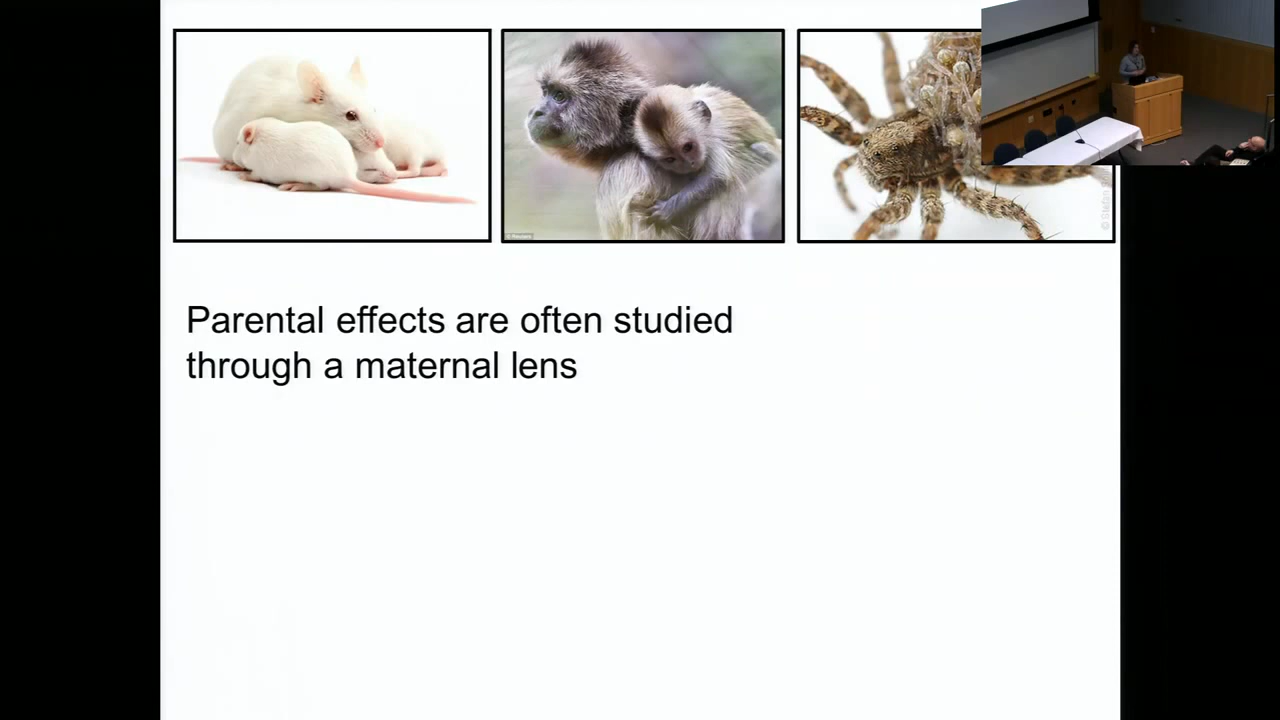 Parental effects are often studied
through a maternal lens